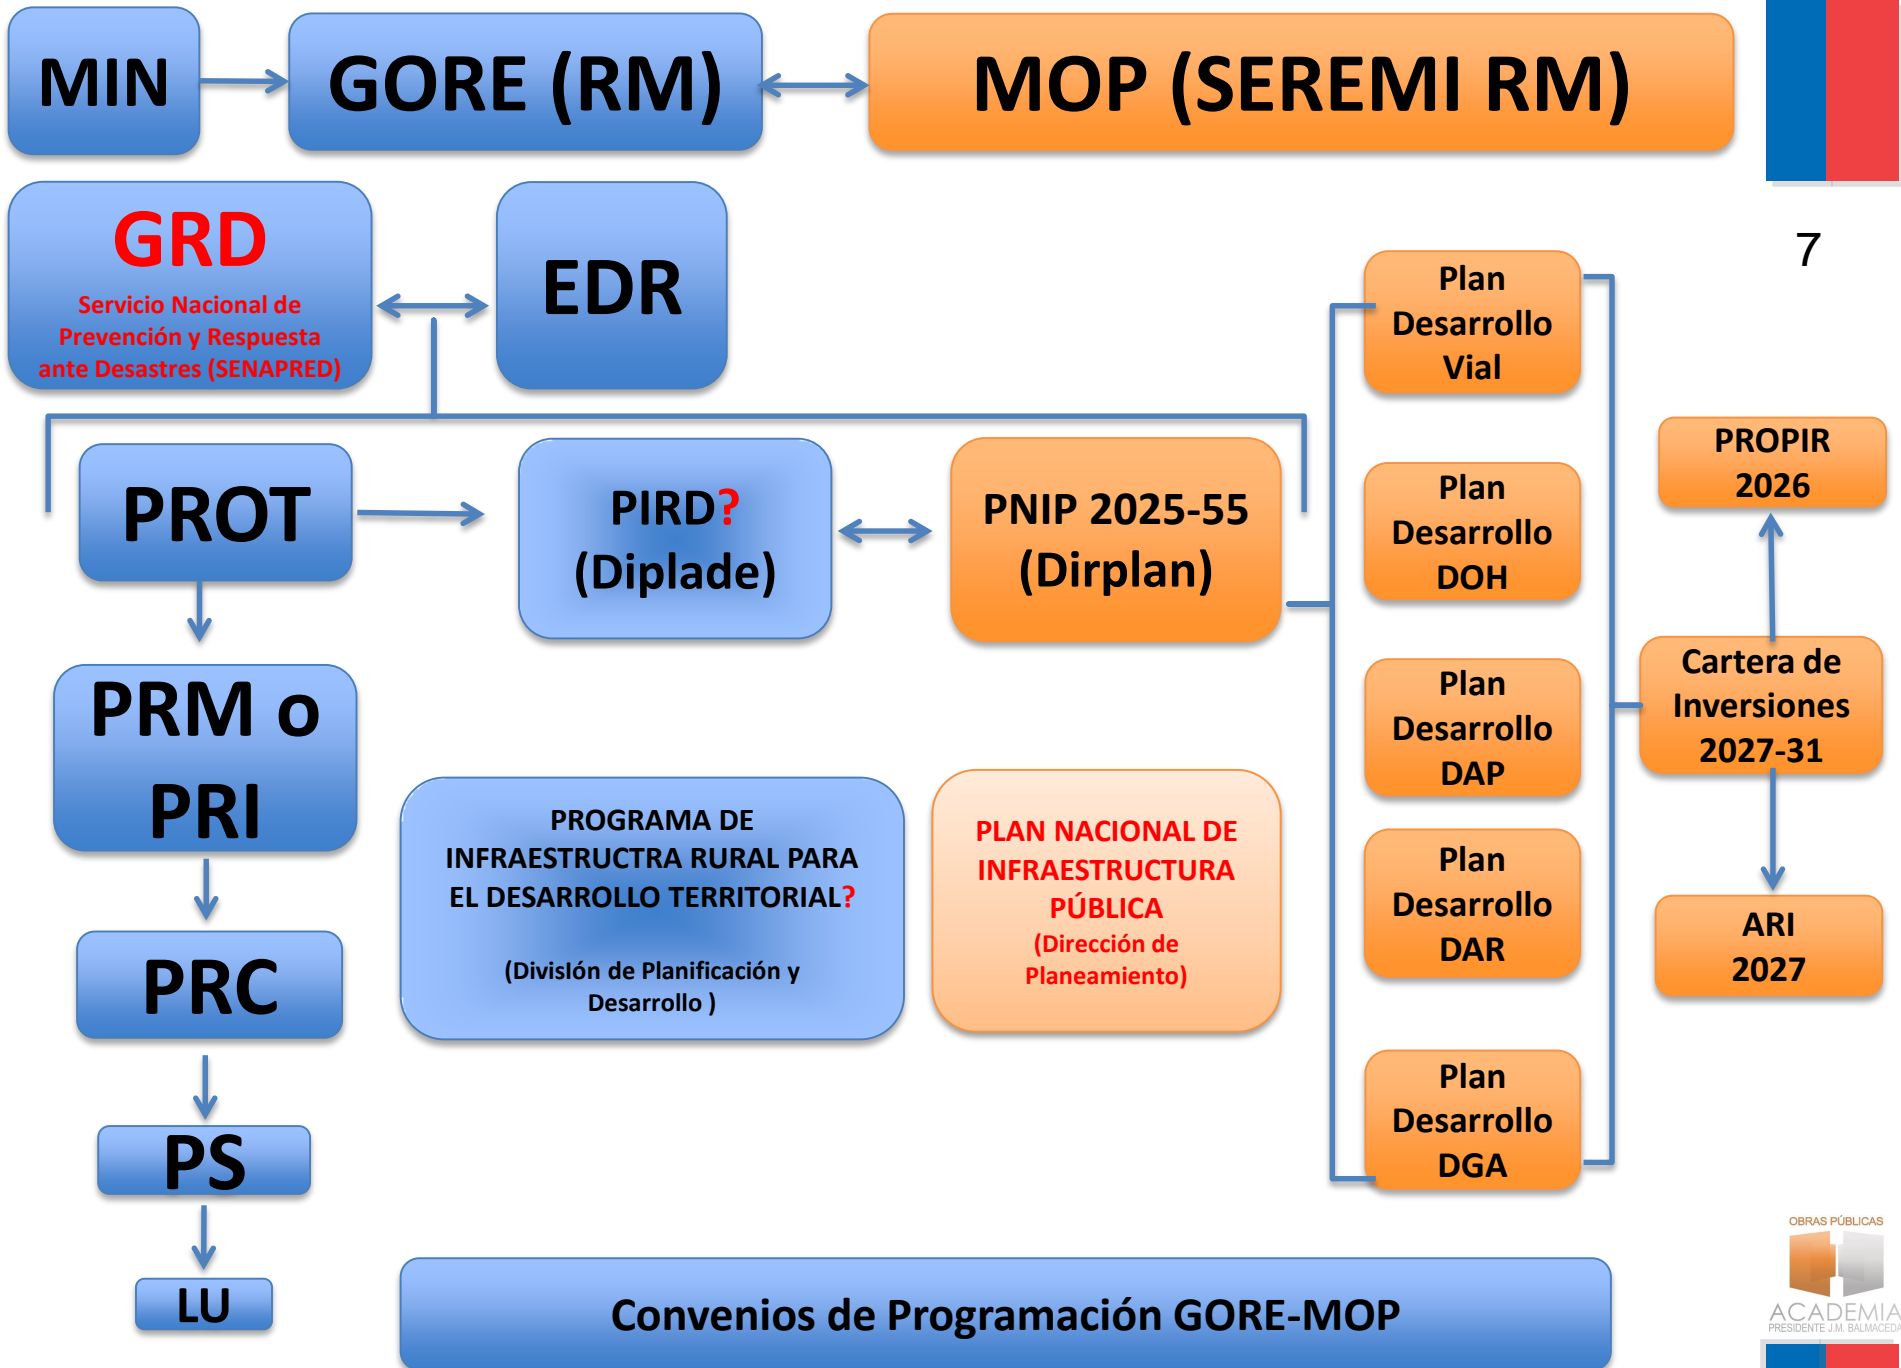 MIN
GORE (RM)
MOP (SEREMI RM)
GRD
Servicio Nacional de
Prevención y Respuesta
ante Desastres (SENAPRED)
EDR
7
PROT
PIRD?
(Diplade)
PNIP 2025-55
(Dirplan)
Plan
Desarrollo
Vial
Plan
Desarrollo
DOH
Plan
Desarrollo
DAP
Plan
Desarrollo
DAR
Plan
Desarrollo
DGA
PROPIR
2026
Cartera de
Inversiones
2027-31
ARI
2027
PRM o
PRI
PROGRAMA DE
INFRAESTRUCTRA RURAL PARA
EL DESARROLLO TERRITORIAL?
(DivisIón de Planificación y
Desarrollo )
PLAN NACIONAL DE
INFRAESTRUCTURA
PÚBLICA
(Dirección de
Planeamiento)
PRC
PS
LU
Convenios de Programación GORE-MOP
OBRAS PÚBLICAS
ACADEMIA
PRESIDENTE J.M. BALMACEDA